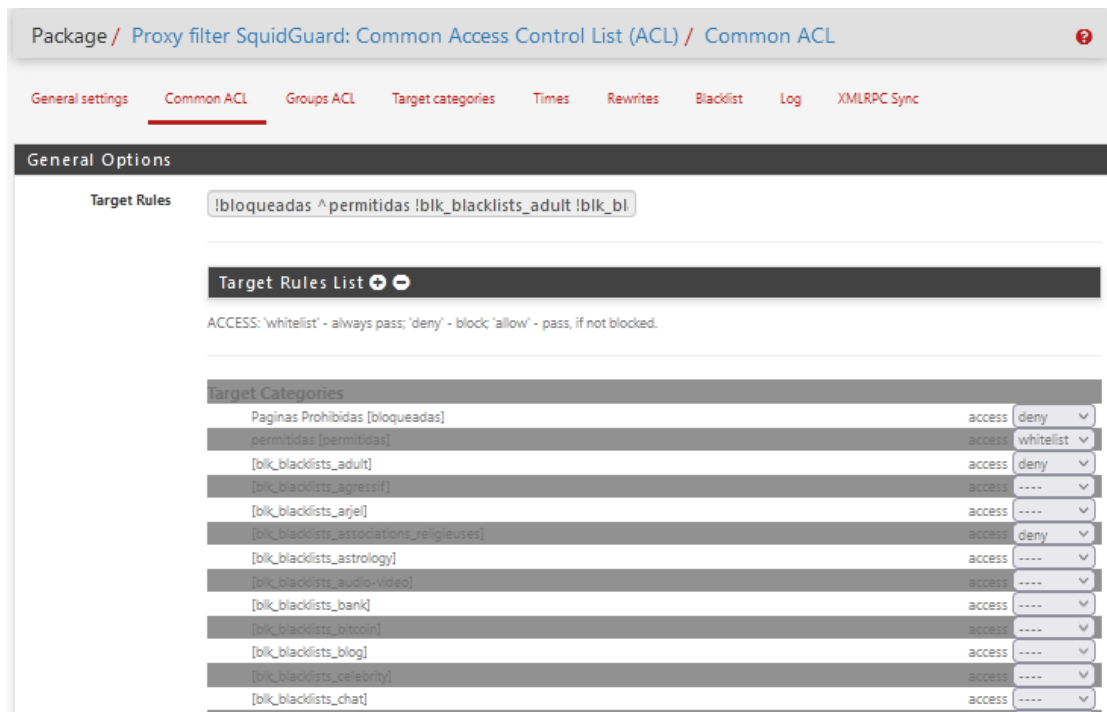 Package / Proxy filter SquidGuard: Common Access Control List (ACL) / Common ACL
General settings Common ACL Groups ACL Target categories Times Rewrites Blacklist Log XMLRPC Sync
General Options
Target Rules !bloqueadas ^permitidas !blk_blacklists_adult !blk_bl
Target Rules List
ACCESS: 'whitelist' - always pass; 'deny' - block; 'allow' - pass, if not blocked.
Target Categories
Paginas Prohibidas [bloqueadas] access deny
permitidas [permitidas] access whitelist
[blk_blacklists_adult] access deny
[blk_blacklists_agressif] access ----
[blk_blacklists_arjel] access ----
[blk_blacklists_associations_religieuses] access deny
[blk_blacklists_astrology] access ----
[blk_blacklists_audio-video] access ----
[blk_blacklists_bank] access ----
[blk_blacklists_bitcoin] access ----
[blk_blacklists_blog] access ----
[blk_blacklists_celebrity] access ----
[blk_blacklists_chat] access ----